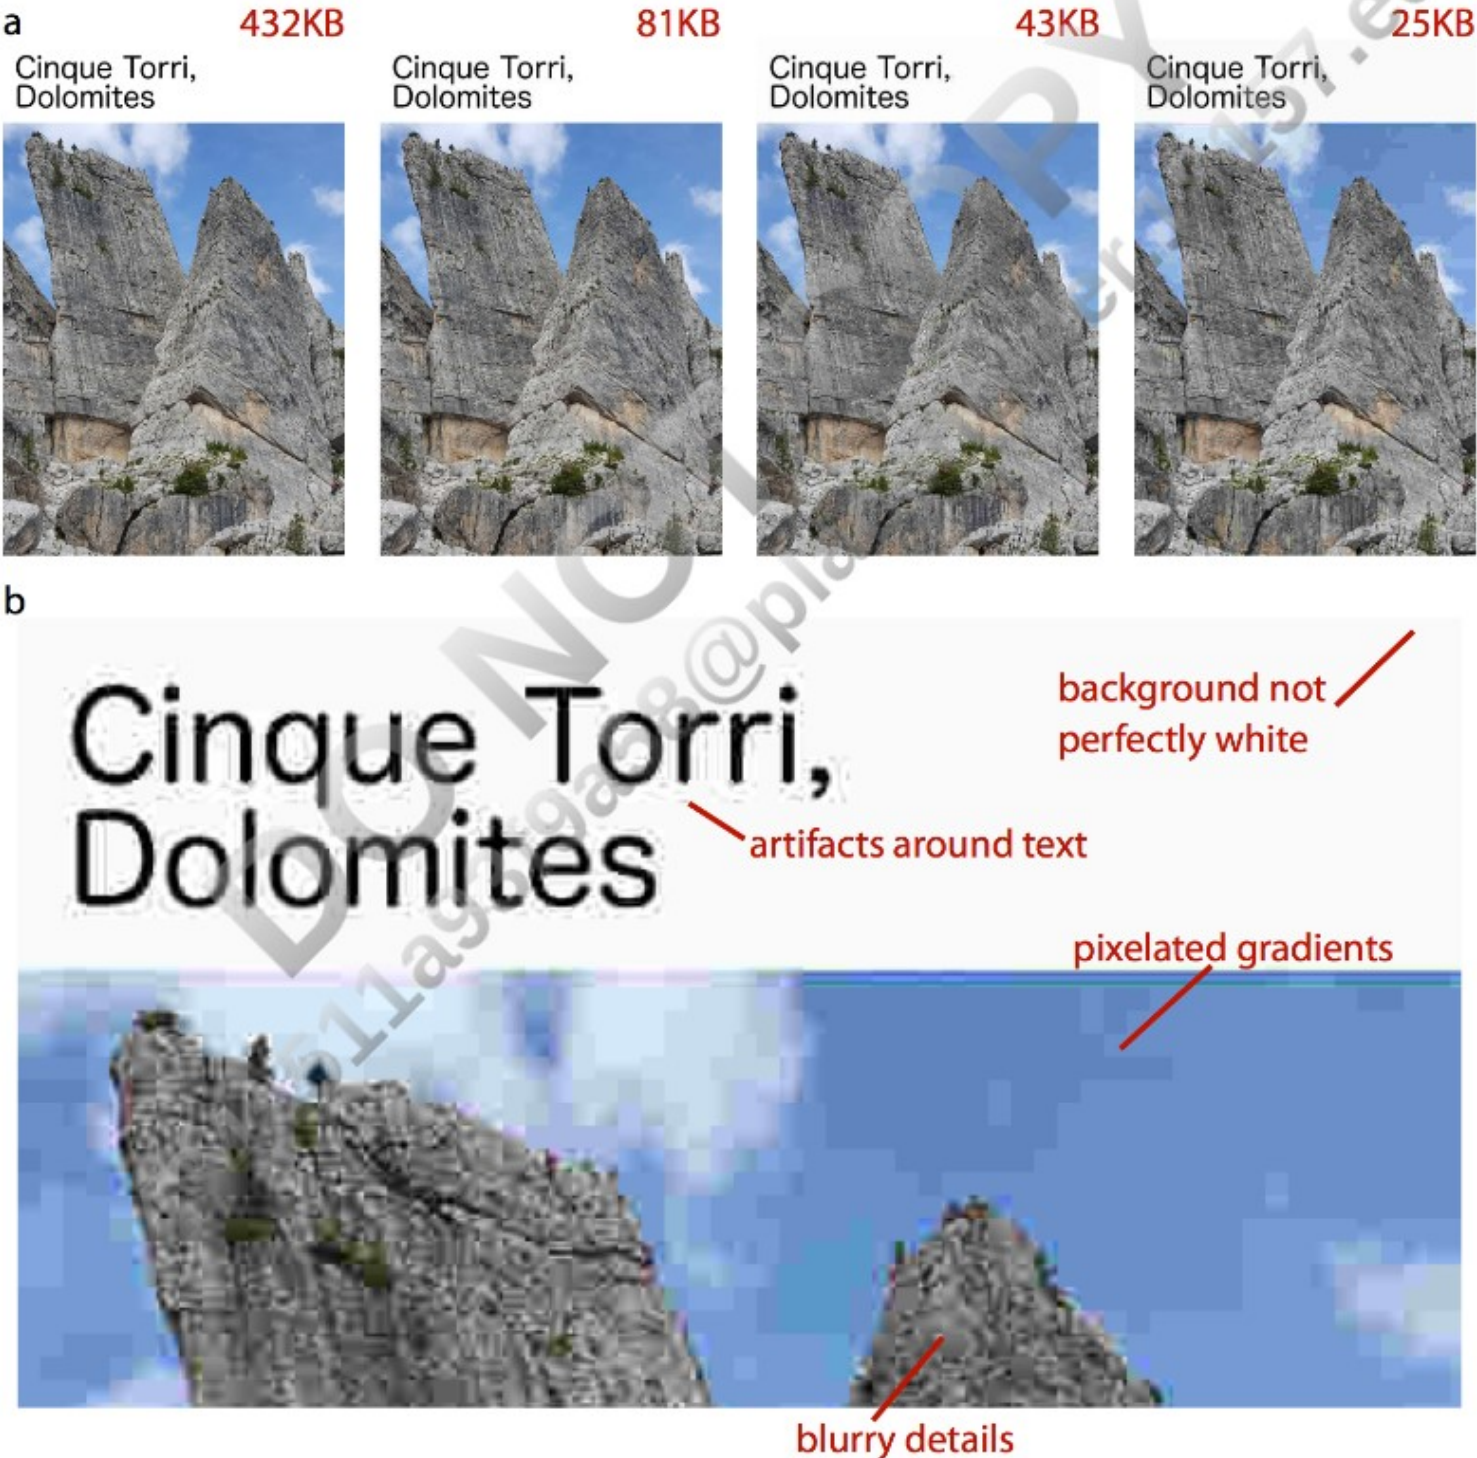 a
432KB
81KB
43KB
25KB
Cinque Torri,
Dolomites
Cinque Torri,
Dolomites
Cinque Torri,
Dolomites
Cinque Torri,
Dolomites
b
Cinque Torri,
Dolomites
background not
perfectly white
artifacts around text
pixelated gradients
blurry details
DO NOT COPY